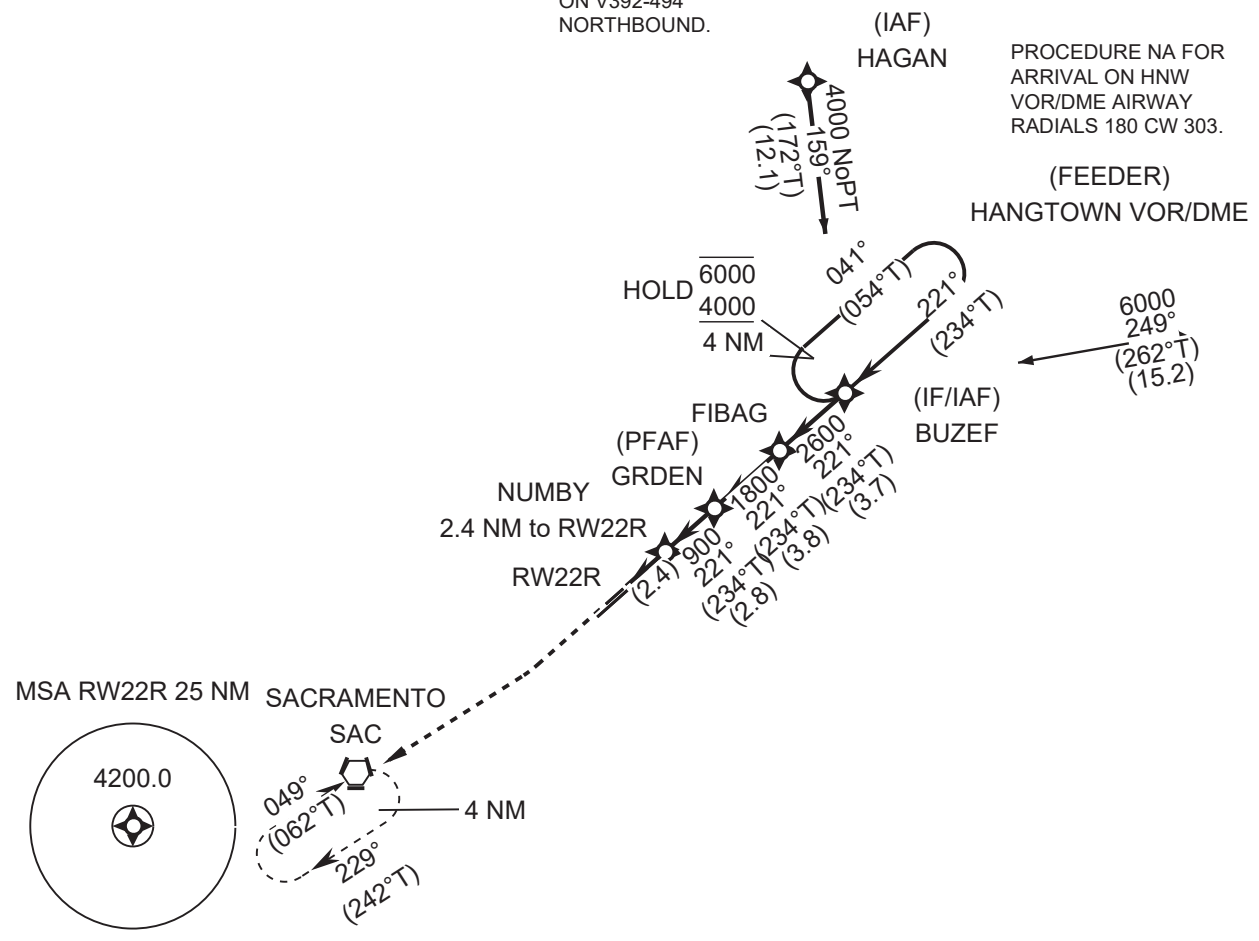 ON V392-494
NORTHBOUND.
(IAF)
HAGAN
PROCEDURE NA FOR
ARRIVAL ON HNW
VOR/DME AIRWAY
RADIALS 180 CW 303.
4000 NoPT
159°
(172°T)
(12.1)
(FEEDER)
HANGTOWN VOR/DME
HOLD
6000
4000
4 NM
041°
(054°T)
221°
(234°T)
6000
249°
(262°T)
(15.2)
(IF/IAF)
BUZEF
FIBAG
2600
221°
(234°T)
(3.7)
(PFAF)
GRDEN
1800
221°
(234°T)
(3.8)
NUMBY
2.4 NM to RW22R
900
221°
(234°T)
(2.8)
RW22R
(2.4)
MSA RW22R 25 NM
4200.0
SACRAMENTO
SAC
049°
(062°T)
4 NM
229°
(242°T)